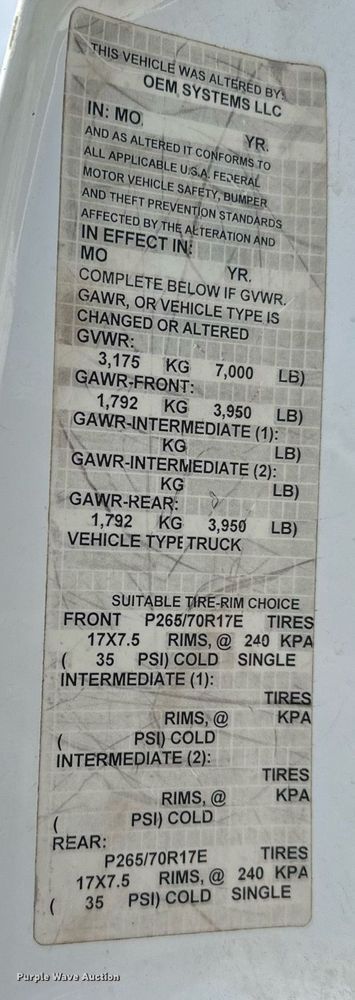 THIS VEHICLE WAS ALTERED BY:
OEM SYSTEMS LLC
IN: MO. YR.
AND AS ALTERED IT CONFORMS TO
ALL APPLICABLE U.S.A. FEDERAL
MOTOR VEHICLE SAFETY, BUMPER
AND THEFT PREVENTION STANDARDS
AFFECTED BY THE ALTERATION AND
IN EFFECT IN:
MO YR.
COMPLETE BELOW IF GVWR.
GAWR, OR VEHICLE TYPE IS
CHANGED OR ALTERED
GVWR:
3,175 KG 7,000 LB)
GAWR-FRONT:
1,792 KG 3,950 LB)
GAWR-INTERMEDIATE (1):
KG LB)
GAWR-INTERMEDIATE (2):
KG LB)
GAWR-REAR:
1,792 KG 3,950 LB)
VEHICLE TYPE TRUCK
SUITABLE TIRE-RIM CHOICE
FRONT P265/70R17E TIRES
17X7.5 RIMS, @ 240 KPA
( 35 PSI) COLD SINGLE
INTERMEDIATE (1):
TIRES
RIMS, @ KPA
( PSI) COLD
INTERMEDIATE (2):
TIRES
RIMS, @ KPA
( PSI) COLD
REAR:
P265/70R17E TIRES
17X7.5 RIMS, @ 240 KPA
( 35 PSI) COLD SINGLE
Purple Wave Auction